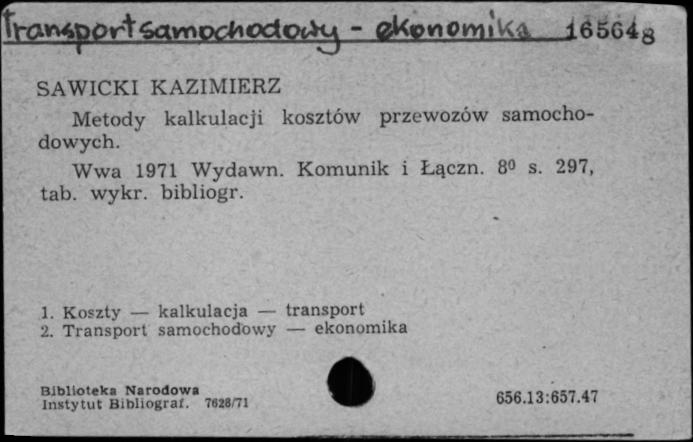 Transport samochodowy - ekonomika 165648
SAWICKI KAZIMIERZ
Metody kalkulacji kosztów przewozów samocho-
dowych.
Wwa 1971 Wydawn. Komunik i Łączn. 8⁰ s. 297,
tab. wykr. bibliogr.
1. Koszty — kalkulacja — transport
2. Transport samochodowy — ekonomika
Biblioteka Narodowa
Instytut Bibliograf. 7628/71
656.13:657.47